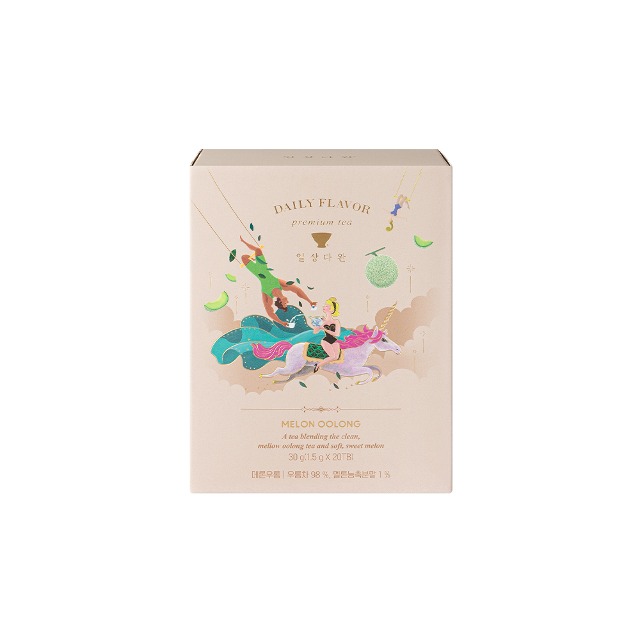 DAILY FLAVOR
premium tea
일상다완
MELON OOLONG
A tea blending the clean,
mellow oolong tea and soft, sweet melon
30 g(1.5 g X 20TB)
메론우롱 | 우롱차 98 %, 멜론농축분말 1 %